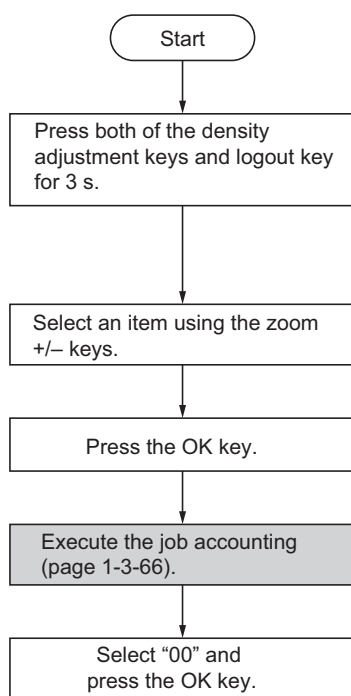 Start
Press both of the density
adjustment keys and logout key
for 3 s.
Select an item using the zoom
+/– keys.
Press the OK key.
Execute the job accounting
(page 1-3-66).
Select “00” and
press the OK key.